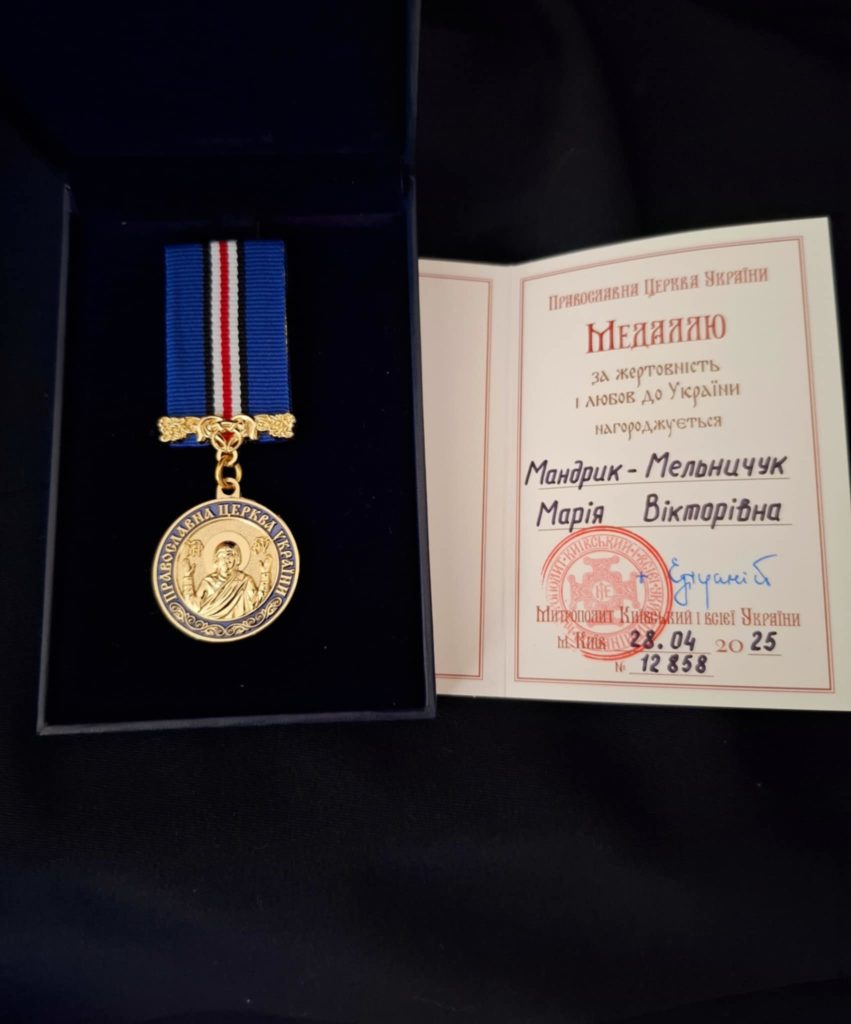 ПРАВОСЛАВНА ЦЕРКВА УКРАЇНИ
ПРАВОСЛАВНА ЦЕРКВА УКРАЇНИ
МЕДАЛЛЮ
за жертовність
і любов до України
нагороджується
Мандрик-Мельничук
Марія Вікторівна
Митрополит Київський і всієї України
м. Київ 28.04 2025
№ 12858